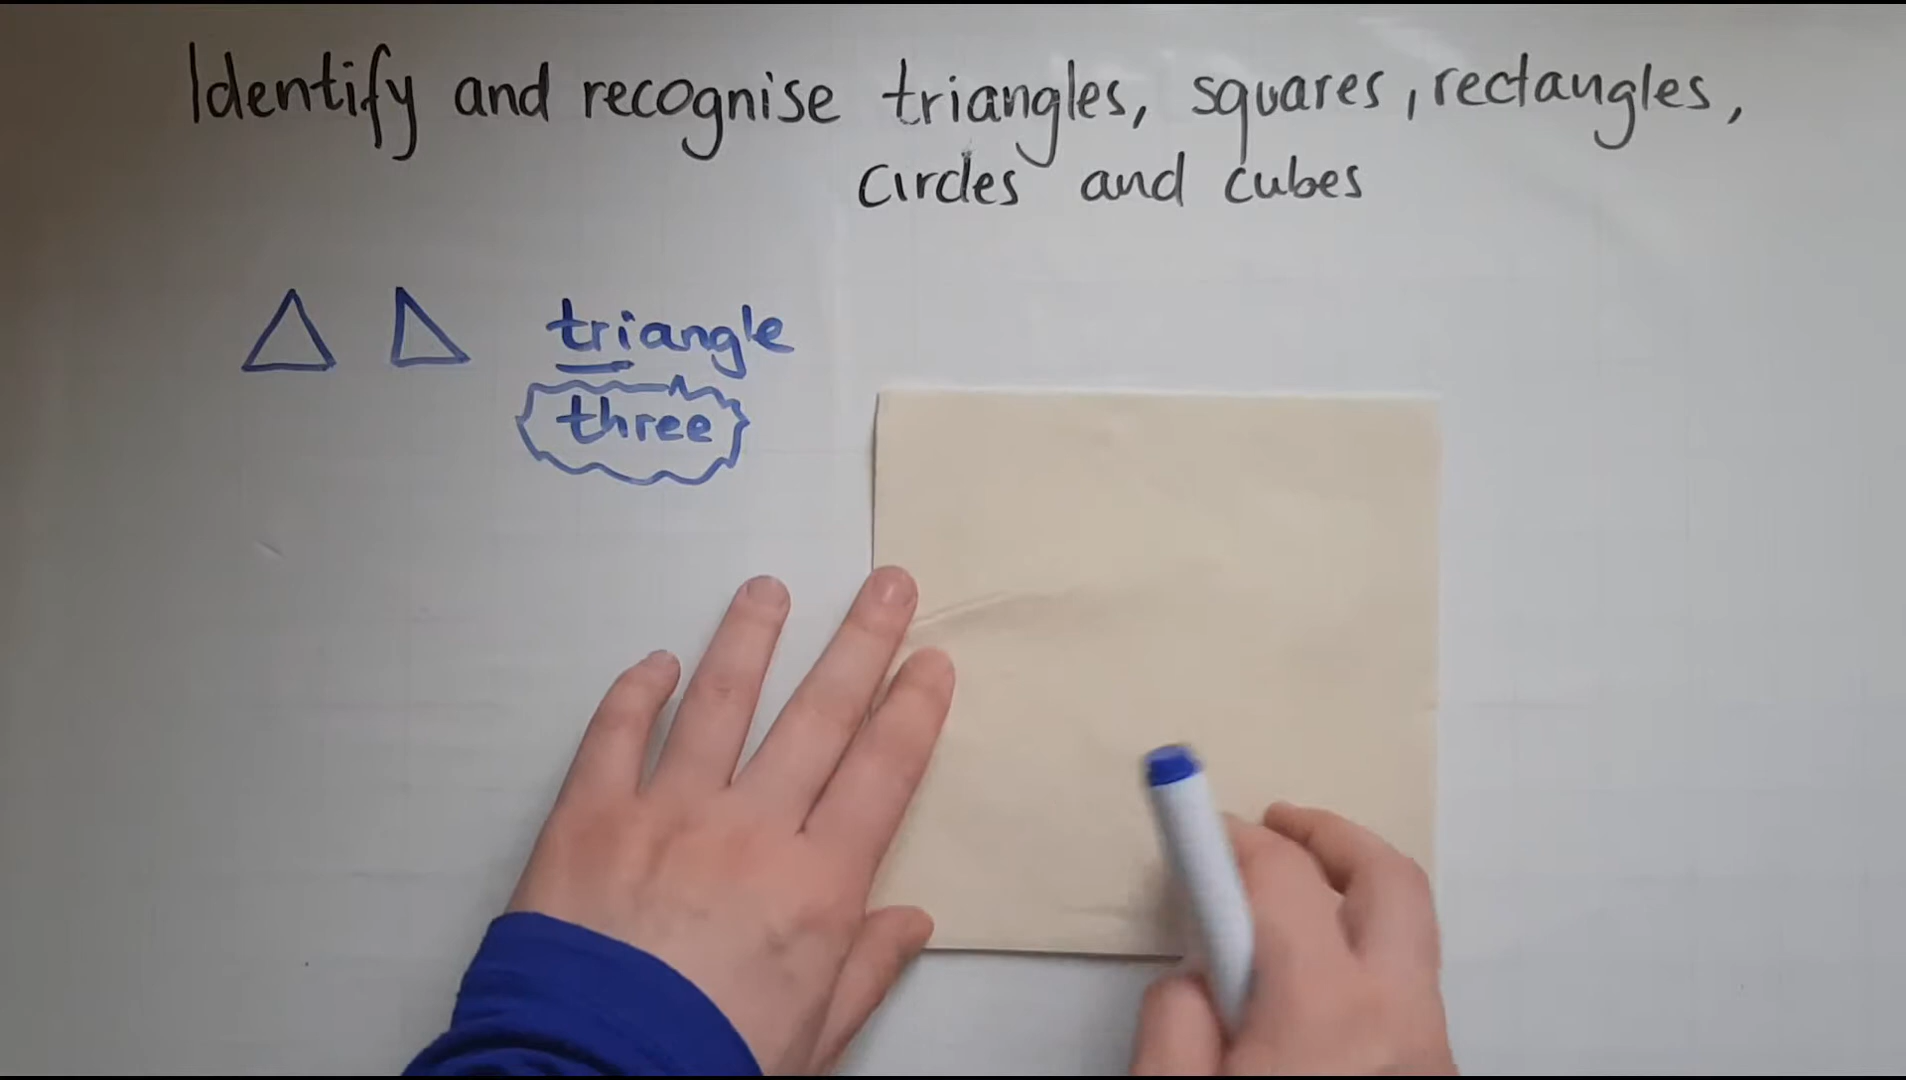 Identify and recognise triangles, squares, rectangles,
circles and cubes
triangle
three